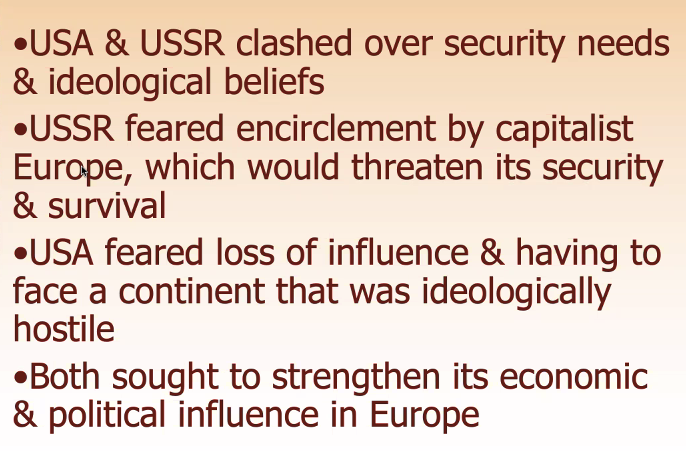 •USA & USSR clashed over security needs
& ideological beliefs
•USSR feared encirclement by capitalist
Europe, which would threaten its security
& survival
•USA feared loss of influence & having to
face a continent that was ideologically
hostile
•Both sought to strengthen its economic
& political influence in Europe